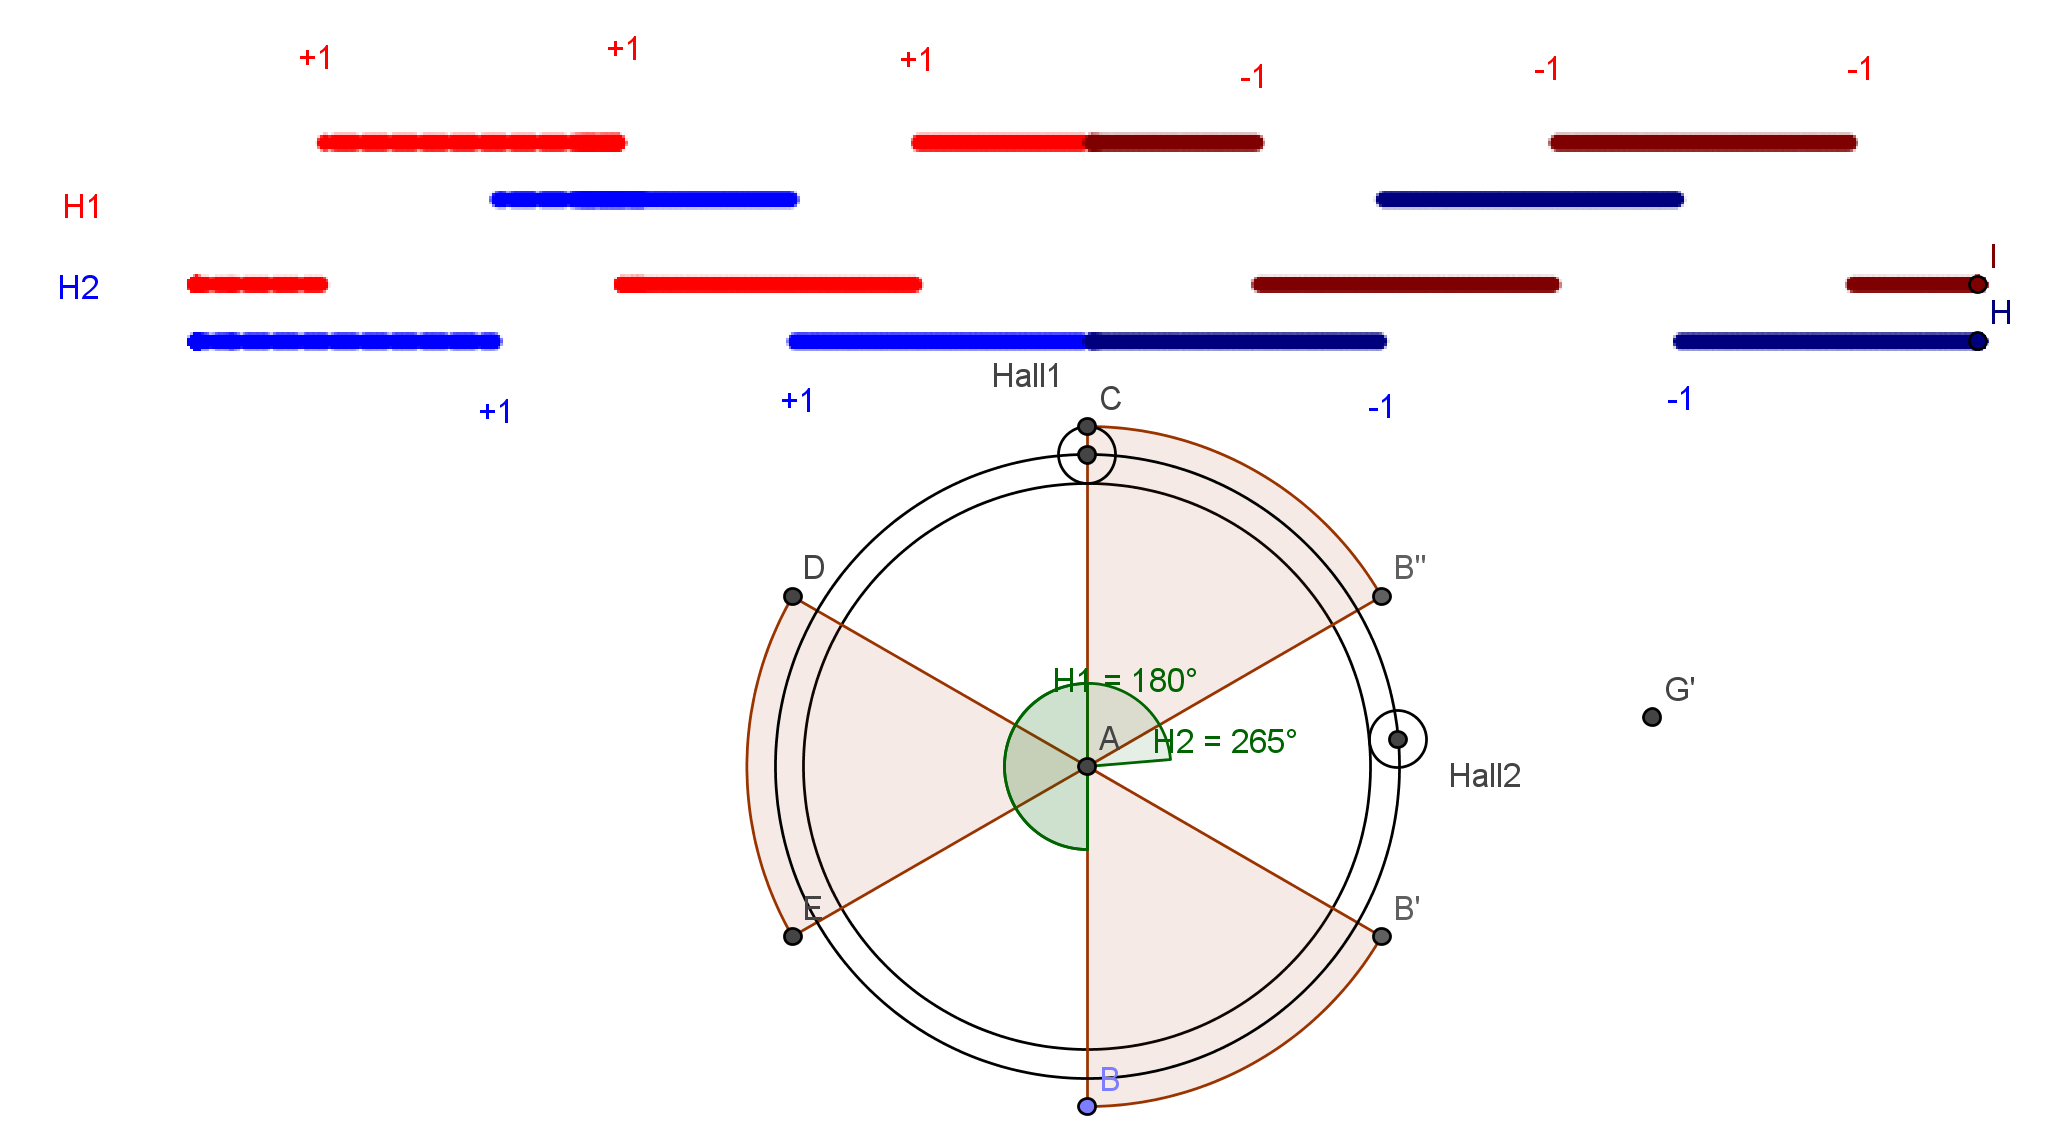 +1
+1
+1
-1
-1
-1
H1
I
H2
H
Hall1
C
+1
+1
-1
-1
D
B"
H1 = 180°
G'
A
H2 = 265°
Hall2
E
B'
B